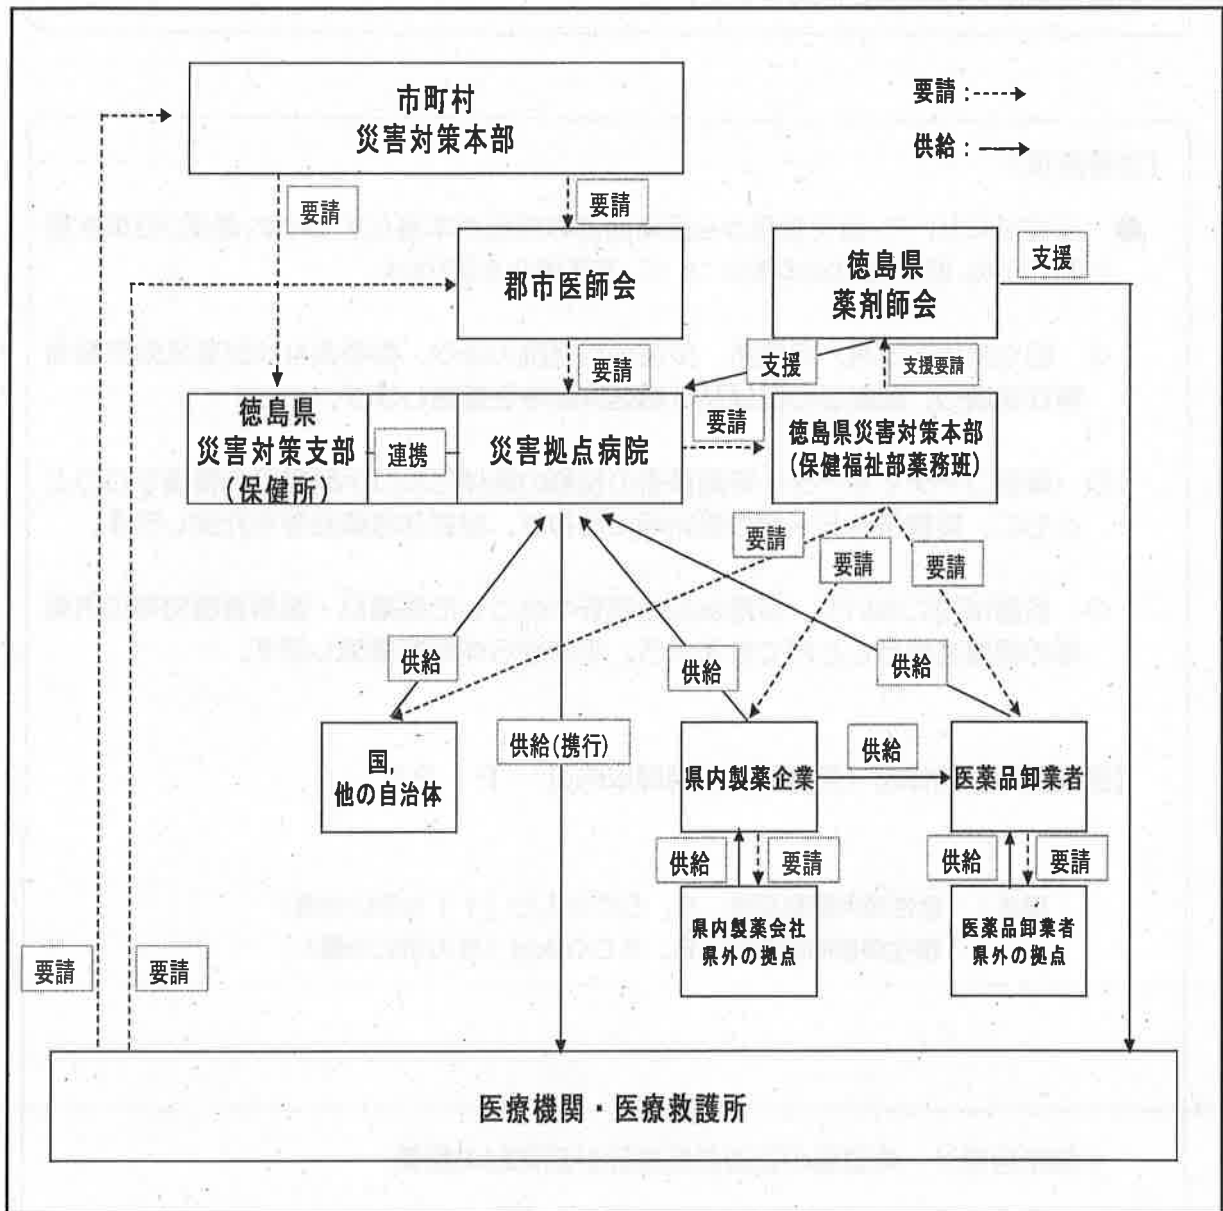 市町村
災害対策本部
要請:
供給:
要請
要請
郡市医師会
徳島県
薬剤師会
支援
要請
支援
支援要請
徳島県
災害対策支部
(保健所)
連携
災害拠点病院
要請
徳島県災害対策本部
(保健福祉部薬務班)
要請
要請
要請
供給
供給
供給
国,
他の自治体
供給(携行)
県内製薬企業
供給
医薬品卸業者
供給
要請
供給
要請
県内製薬会社
県外の拠点
医薬品卸業者
県外の拠点
要請
要請
医療機関・医療救護所